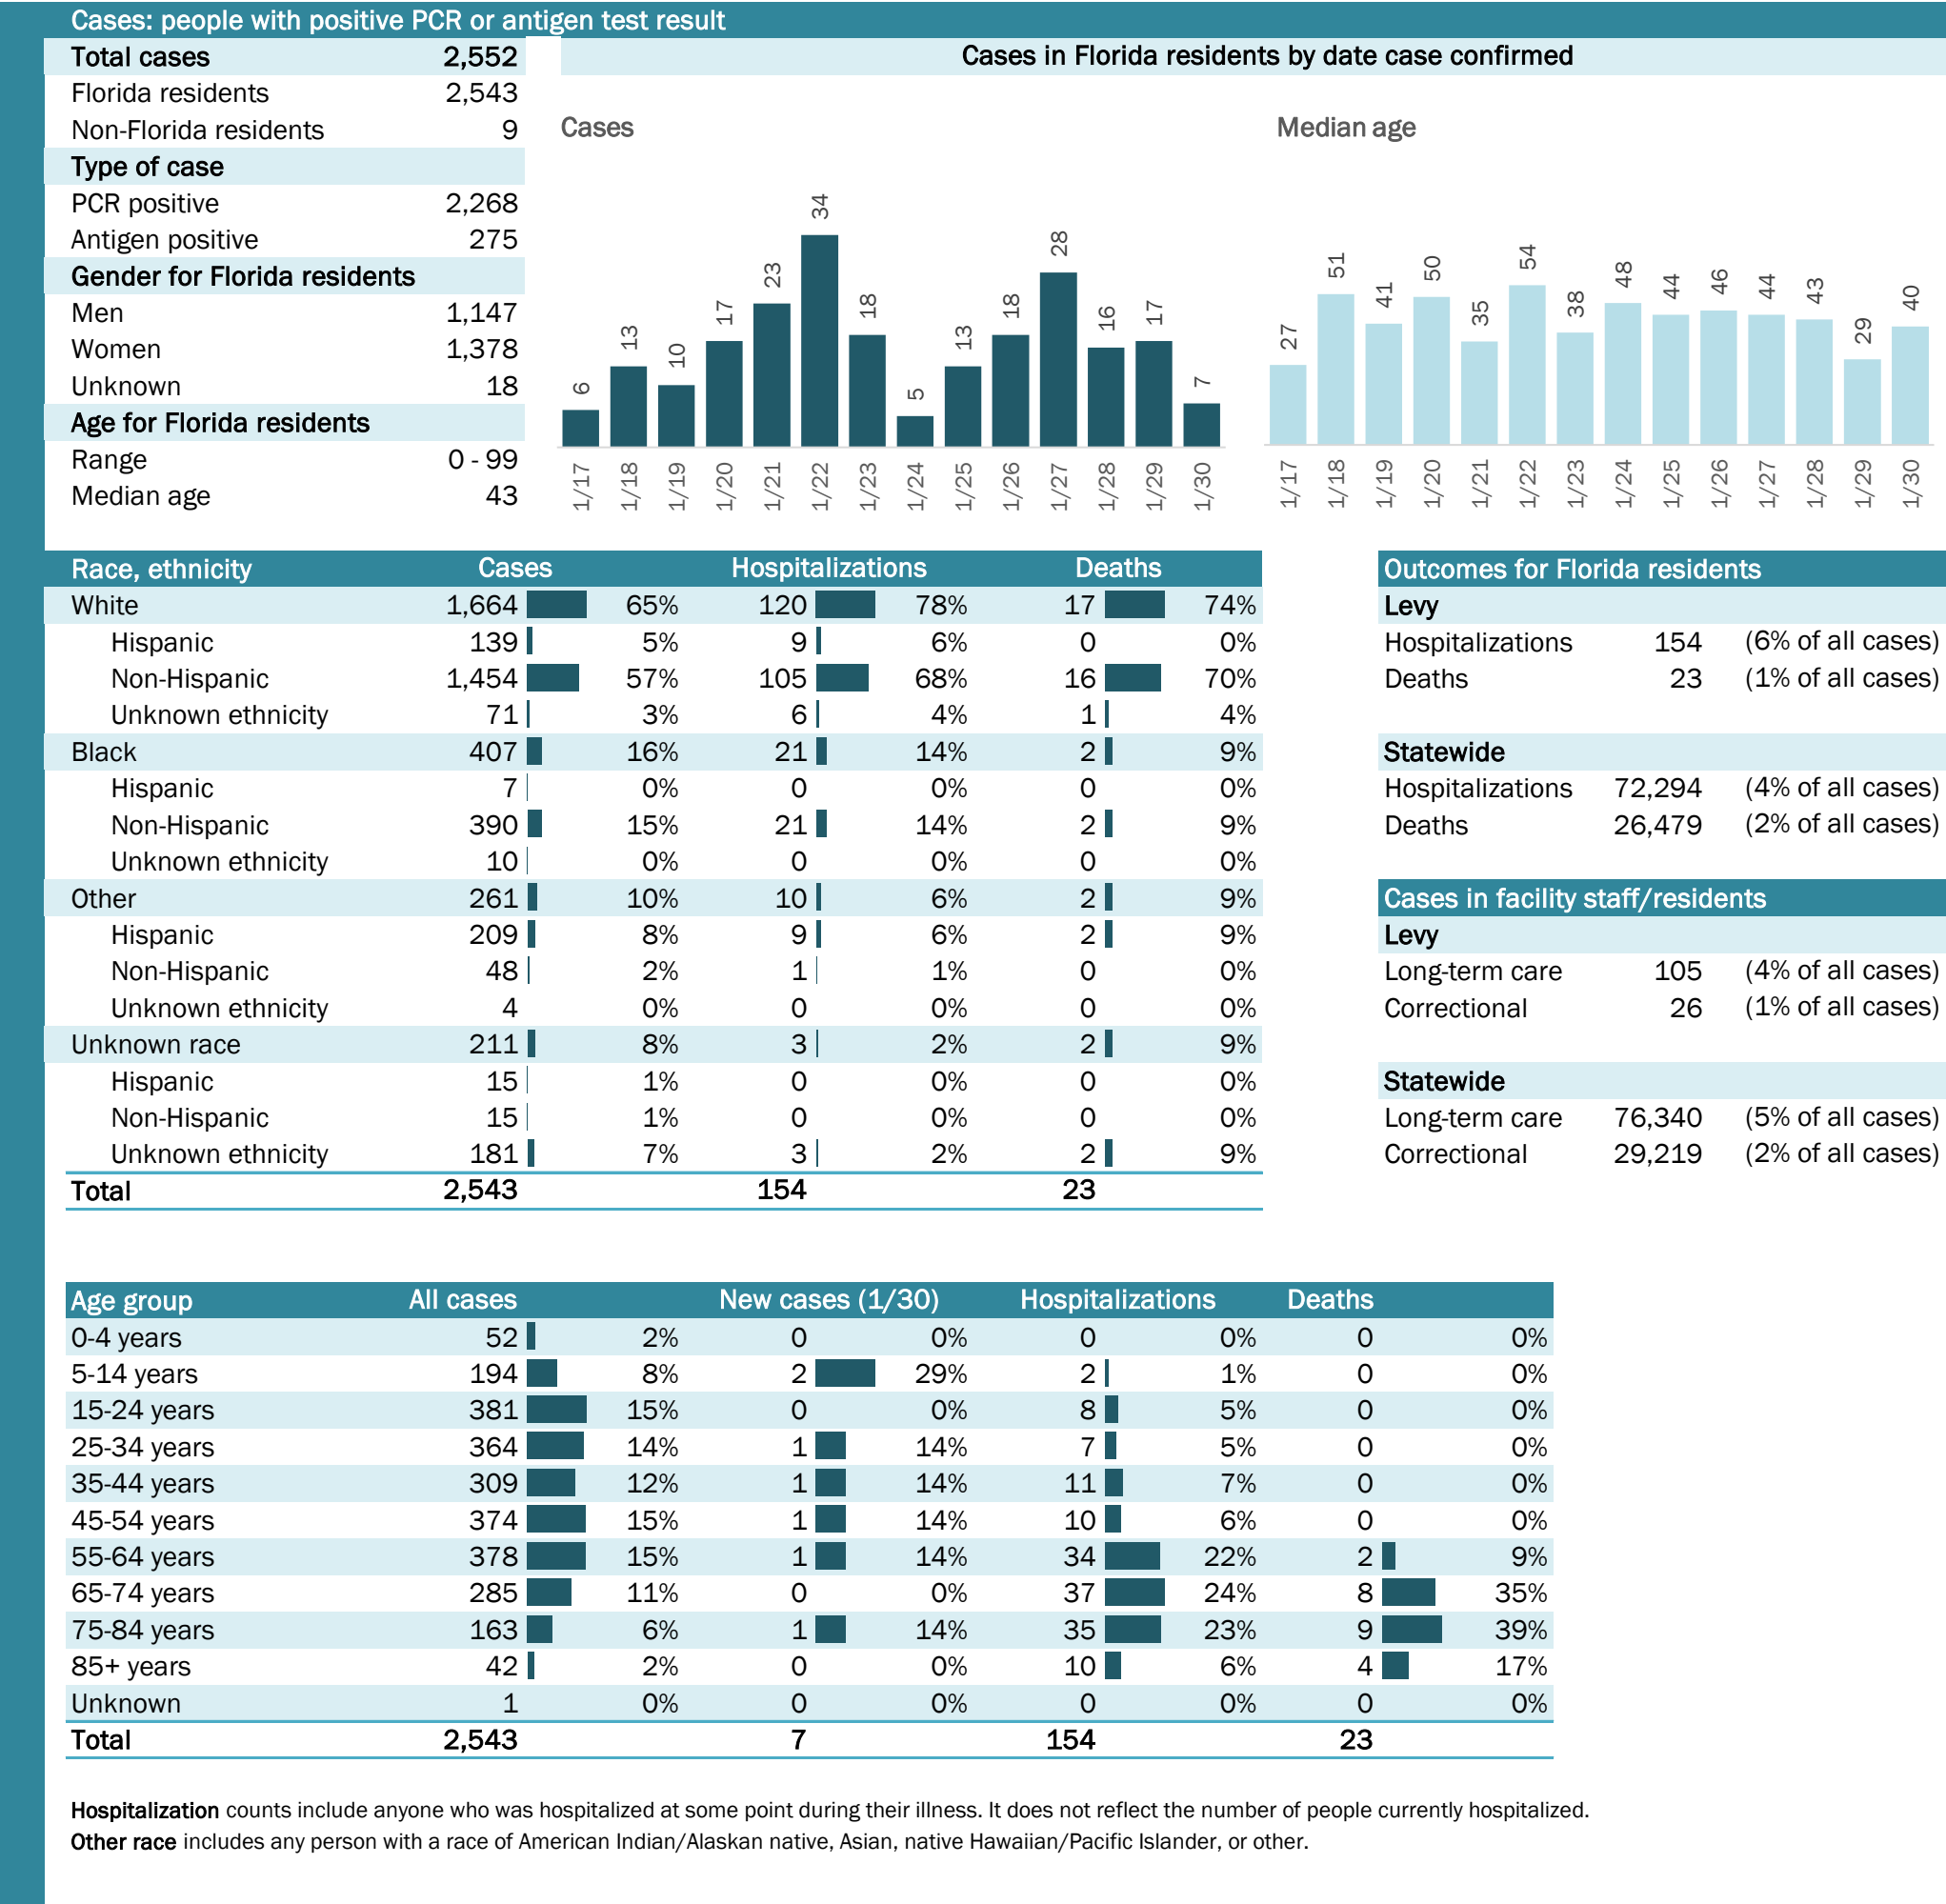 Cases: people with positive PCR or antigen test result
Total cases 2,552
Florida residents 2,543
Non-Florida residents 9
Type of case
PCR positive 2,268
Antigen positive 275
Gender for Florida residents
Men 1,147
Women 1,378
Unknown 18
Age for Florida residents
Range 0 - 99
Median age 43
Cases in Florida residents by date case confirmed
Cases
6 13 10 17 23 34 18 5 13 18 28 16 17 7
1/17 1/18 1/19 1/20 1/21 1/22 1/23 1/24 1/25 1/26 1/27 1/28 1/29 1/30
Median age
27 51 41 50 35 54 38 48 44 46 44 43 29 40
1/17 1/18 1/19 1/20 1/21 1/22 1/23 1/24 1/25 1/26 1/27 1/28 1/29 1/30
Race, ethnicity Cases Hospitalizations Deaths
White 1,664 65% 120 78% 17 74%
Hispanic 139 5% 9 6% 0 0%
Non-Hispanic 1,454 57% 105 68% 16 70%
Unknown ethnicity 71 3% 6 4% 1 4%
Black 407 16% 21 14% 2 9%
Hispanic 7 0% 0 0% 0 0%
Non-Hispanic 390 15% 21 14% 2 9%
Unknown ethnicity 10 0% 0 0% 0 0%
Other 261 10% 10 6% 2 9%
Hispanic 209 8% 9 6% 2 9%
Non-Hispanic 48 2% 1 1% 0 0%
Unknown ethnicity 4 0% 0 0% 0 0%
Unknown race 211 8% 3 2% 2 9%
Hispanic 15 1% 0 0% 0 0%
Non-Hispanic 15 1% 0 0% 0 0%
Unknown ethnicity 181 7% 3 2% 2 9%
Total 2,543 154 23
Outcomes for Florida residents
Levy
Hospitalizations 154 (6% of all cases)
Deaths 23 (1% of all cases)
Statewide
Hospitalizations 72,294 (4% of all cases)
Deaths 26,479 (2% of all cases)
Cases in facility staff/residents
Levy
Long-term care 105 (4% of all cases)
Correctional 26 (1% of all cases)
Statewide
Long-term care 76,340 (5% of all cases)
Correctional 29,219 (2% of all cases)
Age group All cases New cases (1/30) Hospitalizations Deaths
0-4 years 52 2% 0 0% 0 0% 0 0%
5-14 years 194 8% 2 29% 2 1% 0 0%
15-24 years 381 15% 0 0% 8 5% 0 0%
25-34 years 364 14% 1 14% 7 5% 0 0%
35-44 years 309 12% 1 14% 11 7% 0 0%
45-54 years 374 15% 1 14% 10 6% 0 0%
55-64 years 378 15% 1 14% 34 22% 2 9%
65-74 years 285 11% 0 0% 37 24% 8 35%
75-84 years 163 6% 1 14% 35 23% 9 39%
85+ years 42 2% 0 0% 10 6% 4 17%
Unknown 1 0% 0 0% 0 0% 0 0%
Total 2,543 7 154 23
Hospitalization counts include anyone who was hospitalized at some point during their illness. It does not reflect the number of people currently hospitalized.
Other race includes any person with a race of American Indian/Alaskan native, Asian, native Hawaiian/Pacific Islander, or other.